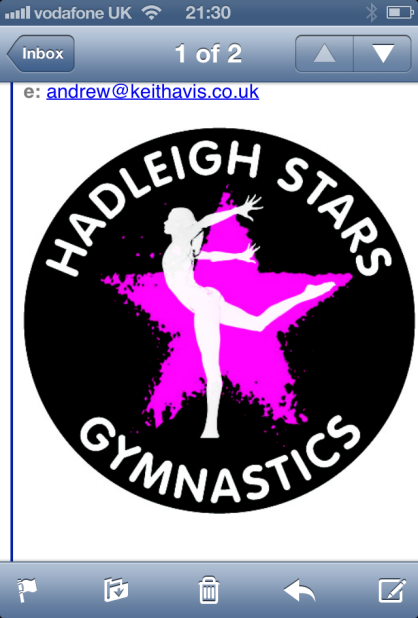 vodafone UK 21:30
Inbox 1 of 2
e: andrew@keithavis.co.uk
HADLEIGH STARS
GYMNASTICS